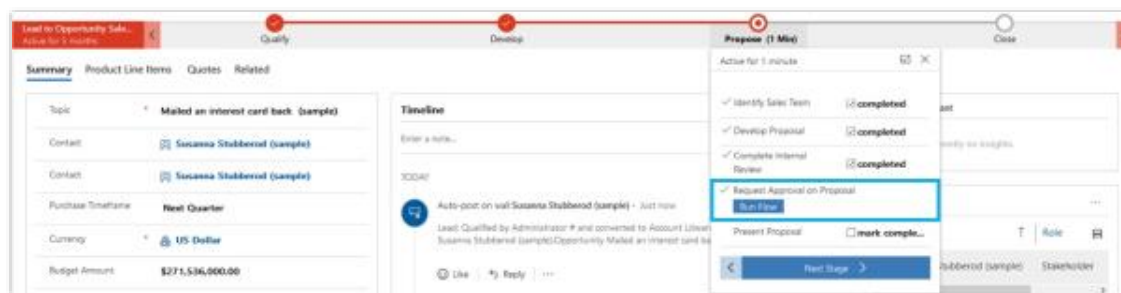 Lead to Opportunity Sale...
Active for 5 months
Qualify
Develop
Propose (1 Min)
Close
Summary
Product Line Items
Quotes
Related
Active for 1 minute
Topic
*
Mailed an interest card back (sample)
Contact
Susanna Stubberod (sample)
Contact
Susanna Stubberod (sample)
Purchase Timeframe
Next Quarter
Currency
*
US Dollar
Budget Amount
$271,536,000.00
Timeline
Enter a note...
TODAY
Auto-post on wall Susanna Stubberod (sample) - Just now
Lead: Qualified by Administrator # and converted to Account
Susanna Stubberod (sample) Opportunity Mailed an interest card
Like
Reply
...
Identify Sales Team
completed
Develop Proposal
completed
Complete Internal
Review
completed
Request Approval on Proposal
Run Flow
Present Proposal
mark comple...
Next Stage
insights.
...
Role
(sample)
Stakeholder